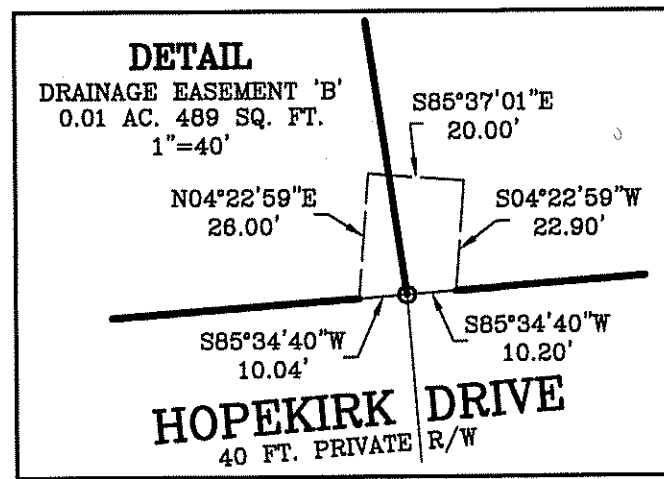 DETAIL
DRAINAGE EASEMENT 'B'
0.01 AC. 489 SQ. FT.
1"=40'
S85°37'01"E
20.00'
N04°22'59"E
26.00'
S04°22'59"W
22.90'
S85°34'40"W
10.04'
S85°34'40"W
10.20'
HOPEKIRK DRIVE
40 FT. PRIVATE R/W